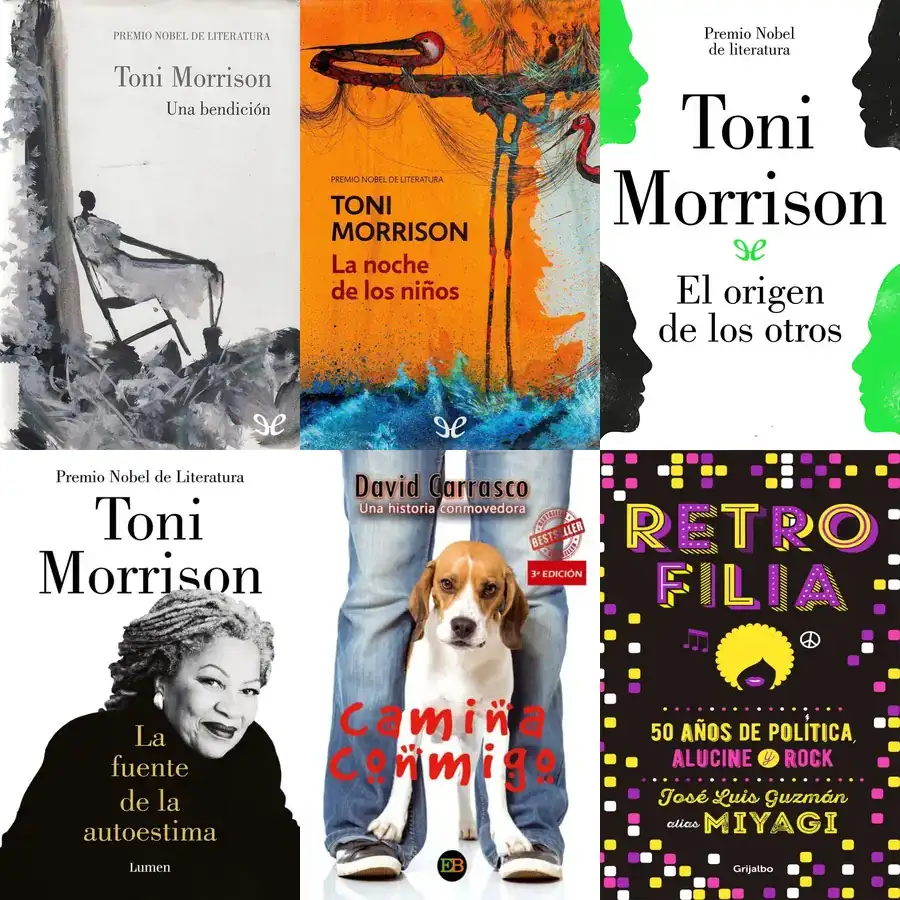 PREMIO NOBEL DE LITERATURA
Toni Morrison
Una bendición
PREMIO NOBEL DE LITERATURA
TONI
MORRISON
La noche
de los niños
Premio Nobel
de literatura
Toni
Morrison
El origen
de los otros
Premio Nobel de Literatura
Toni
Morrison
La
fuente
de la
autoestima
Lumen
David Carrasco
Una historia conmovedora
BESTSELLER
3ª EDICIÓN
camina
conmigo
EB
RETRO
FILIA
50 AÑOS DE POLÍTICA,
ALUCINE y ROCK
José Luis Guzmán
alias MIYAGI
Grijalbo